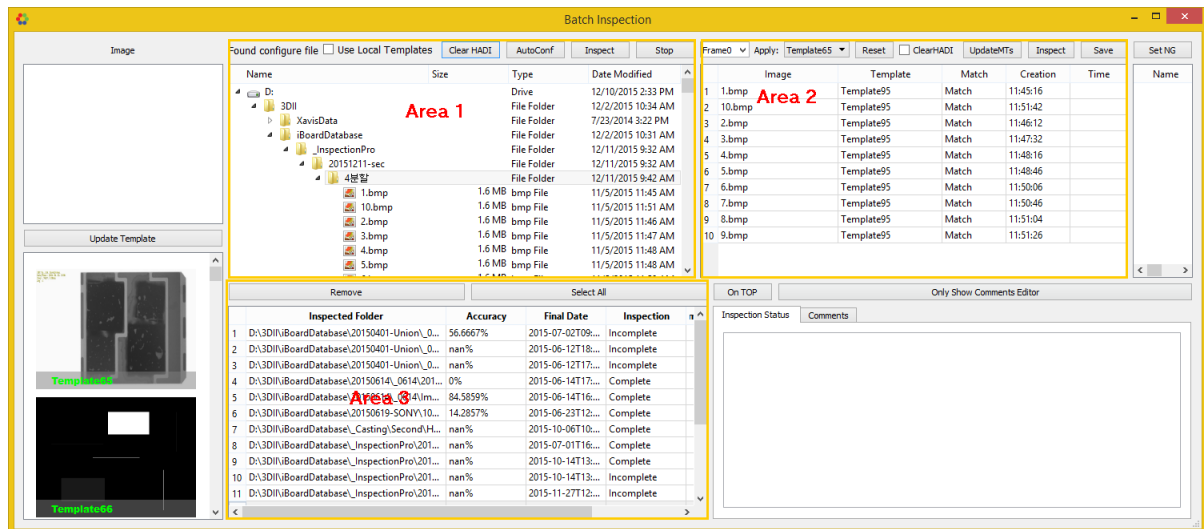 Batch Inspection
Image
Found configure file Use Local Templates Clear HADI AutoConf Inspect Stop
Frame0 Apply: Template65 Reset ClearHADI UpdateMTs Inspect Save Set NG
Name Size Type Date Modified
D: Drive 12/10/2015 2:33 PM
3DII File Folder 12/2/2015 10:34 AM
XavisData File Folder 7/23/2014 3:22 PM
iBoardDatabase File Folder 12/2/2015 10:31 AM
_InspectionPro File Folder 12/11/2015 9:32 AM
20151211-sec File Folder 12/11/2015 9:32 AM
4분할 File Folder 12/11/2015 9:42 AM
1.bmp 1.6 MB bmp File 11/5/2015 11:45 AM
10.bmp 1.6 MB bmp File 11/5/2015 11:51 AM
2.bmp 1.6 MB bmp File 11/5/2015 11:46 AM
3.bmp 1.6 MB bmp File 11/5/2015 11:47 AM
4.bmp 1.6 MB bmp File 11/5/2015 11:48 AM
5.bmp 1.6 MB bmp File 11/5/2015 11:48 AM
Area 1
Image Template Match Creation Time
1 1.bmp Template95 Match 11:45:16
2 10.bmp Template95 Match 11:51:42
3 2.bmp Template95 Match 11:46:12
4 3.bmp Template95 Match 11:47:32
5 4.bmp Template95 Match 11:48:16
6 5.bmp Template95 Match 11:48:46
7 6.bmp Template95 Match 11:50:06
8 7.bmp Template95 Match 11:50:46
9 8.bmp Template95 Match 11:51:04
10 9.bmp Template95 Match 11:51:26
Area 2
Name
Update Template
Template65
Template66
Remove Select All
Inspected Folder Accuracy Final Date Inspection
1 D:\3DII\iBoardDatabase\20150401-Union\_0... 56.6667% 2015-07-02T09:... Incomplete
2 D:\3DII\iBoardDatabase\20150401-Union\_0... nan% 2015-06-12T18:... Incomplete
3 D:\3DII\iBoardDatabase\20150401-Union\_0... nan% 2015-06-12T17:... Incomplete
4 D:\3DII\iBoardDatabase\20150614\_0614\201... 0% 2015-06-14T17:... Complete
5 D:\3DII\iBoardDatabase\20150614\_0614\Im... 84.5859% 2015-06-14T16:... Complete
6 D:\3DII\iBoardDatabase\20150619-SONY\10... 14.2857% 2015-06-23T12:... Complete
7 D:\3DII\iBoardDatabase\_Casting\Second\H... nan% 2015-10-06T10:... Complete
8 D:\3DII\iBoardDatabase\_InspectionPro\201... nan% 2015-07-01T16:... Complete
9 D:\3DII\iBoardDatabase\_InspectionPro\201... nan% 2015-10-14T13:... Complete
10 D:\3DII\iBoardDatabase\_InspectionPro\201... nan% 2015-10-14T13:... Incomplete
11 D:\3DII\iBoardDatabase\_InspectionPro\201... nan% 2015-11-27T12:... Incomplete
Area 3
On TOP Only Show Comments Editor
Inspection Status Comments